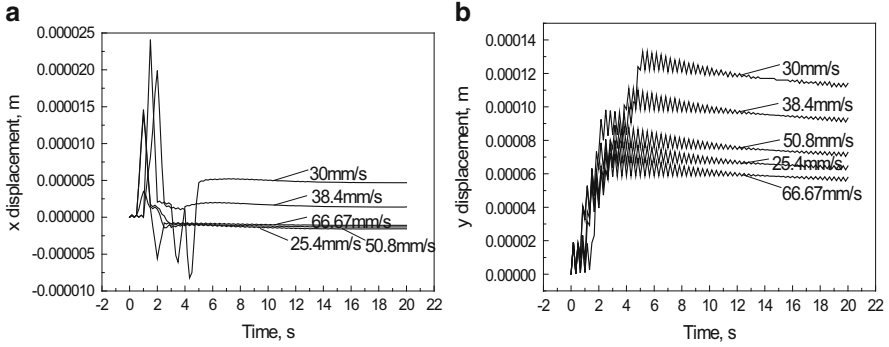 a
0.000025
0.000020
0.000015
0.000010
0.000005
0.000000
-0.000005
-0.000010
x displacement, m
30mm/s
38.4mm/s
66.67mm/s
25.4mm/s
50.8mm/s
-2 0 2 4 6 8 10 12 14 16 18 20 22
Time, s
b
0.00014
0.00012
0.00010
0.00008
0.00006
0.00004
0.00002
0.00000
y displacement, m
30mm/s
38.4mm/s
50.8mm/s
25.4mm/s
66.67mm/s
-2 0 2 4 6 8 10 12 14 16 18 20 22
Time, s